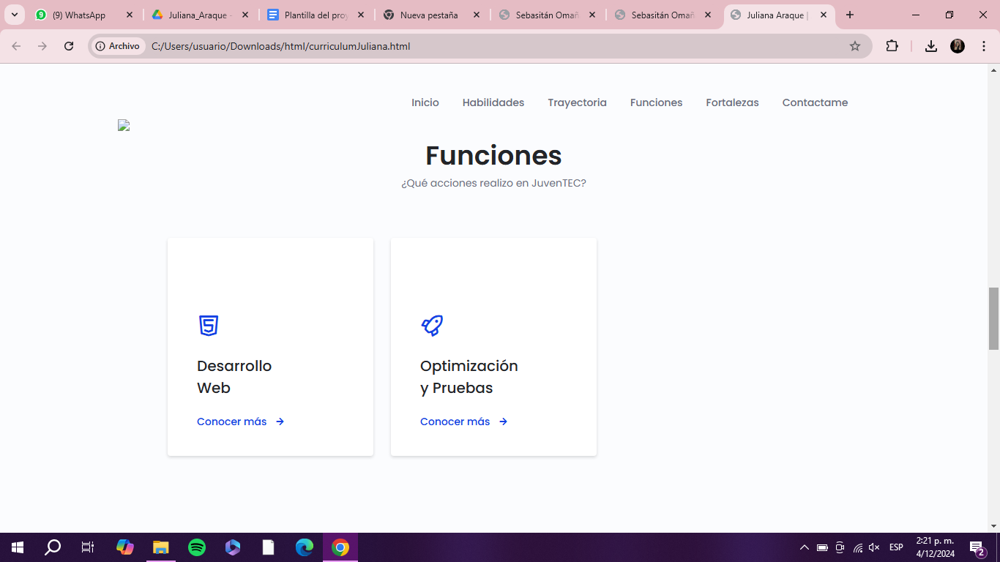 (9) WhatsApp
Juliana_Araque -
Plantilla del proy
Nueva pestaña
Sebasitán Omañ
Sebasitán Omañ
Juliana Araque |
Archivo
C:/Users/usuario/Downloads/html/curriculumJuliana.html
Inicio Habilidades Trayectoria Funciones Fortalezas Contactame
Funciones
¿Qué acciones realizo en JuvenTEC?
Desarrollo
Web
Conocer más
Optimización
y Pruebas
Conocer más
ESP
2:21 p. m.
4/12/2024
2